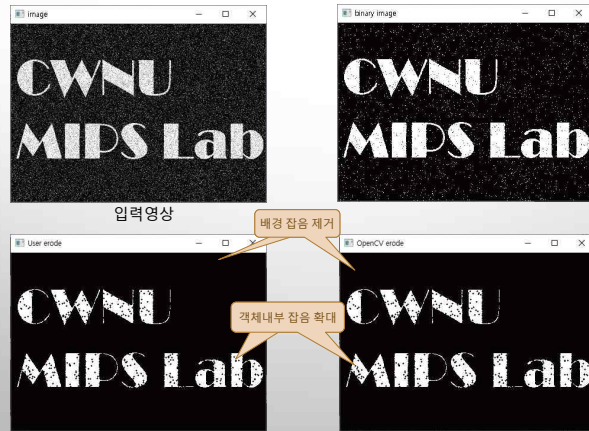 image
CWNU
MIPS Lab
입력영상
binary image
CWNU
MIPS Lab
배경 잡음 제거
User erode
CWNU
MIPS Lab
객체내부 잡음 확대
OpenCV erode
CWNU
MIPS Lab